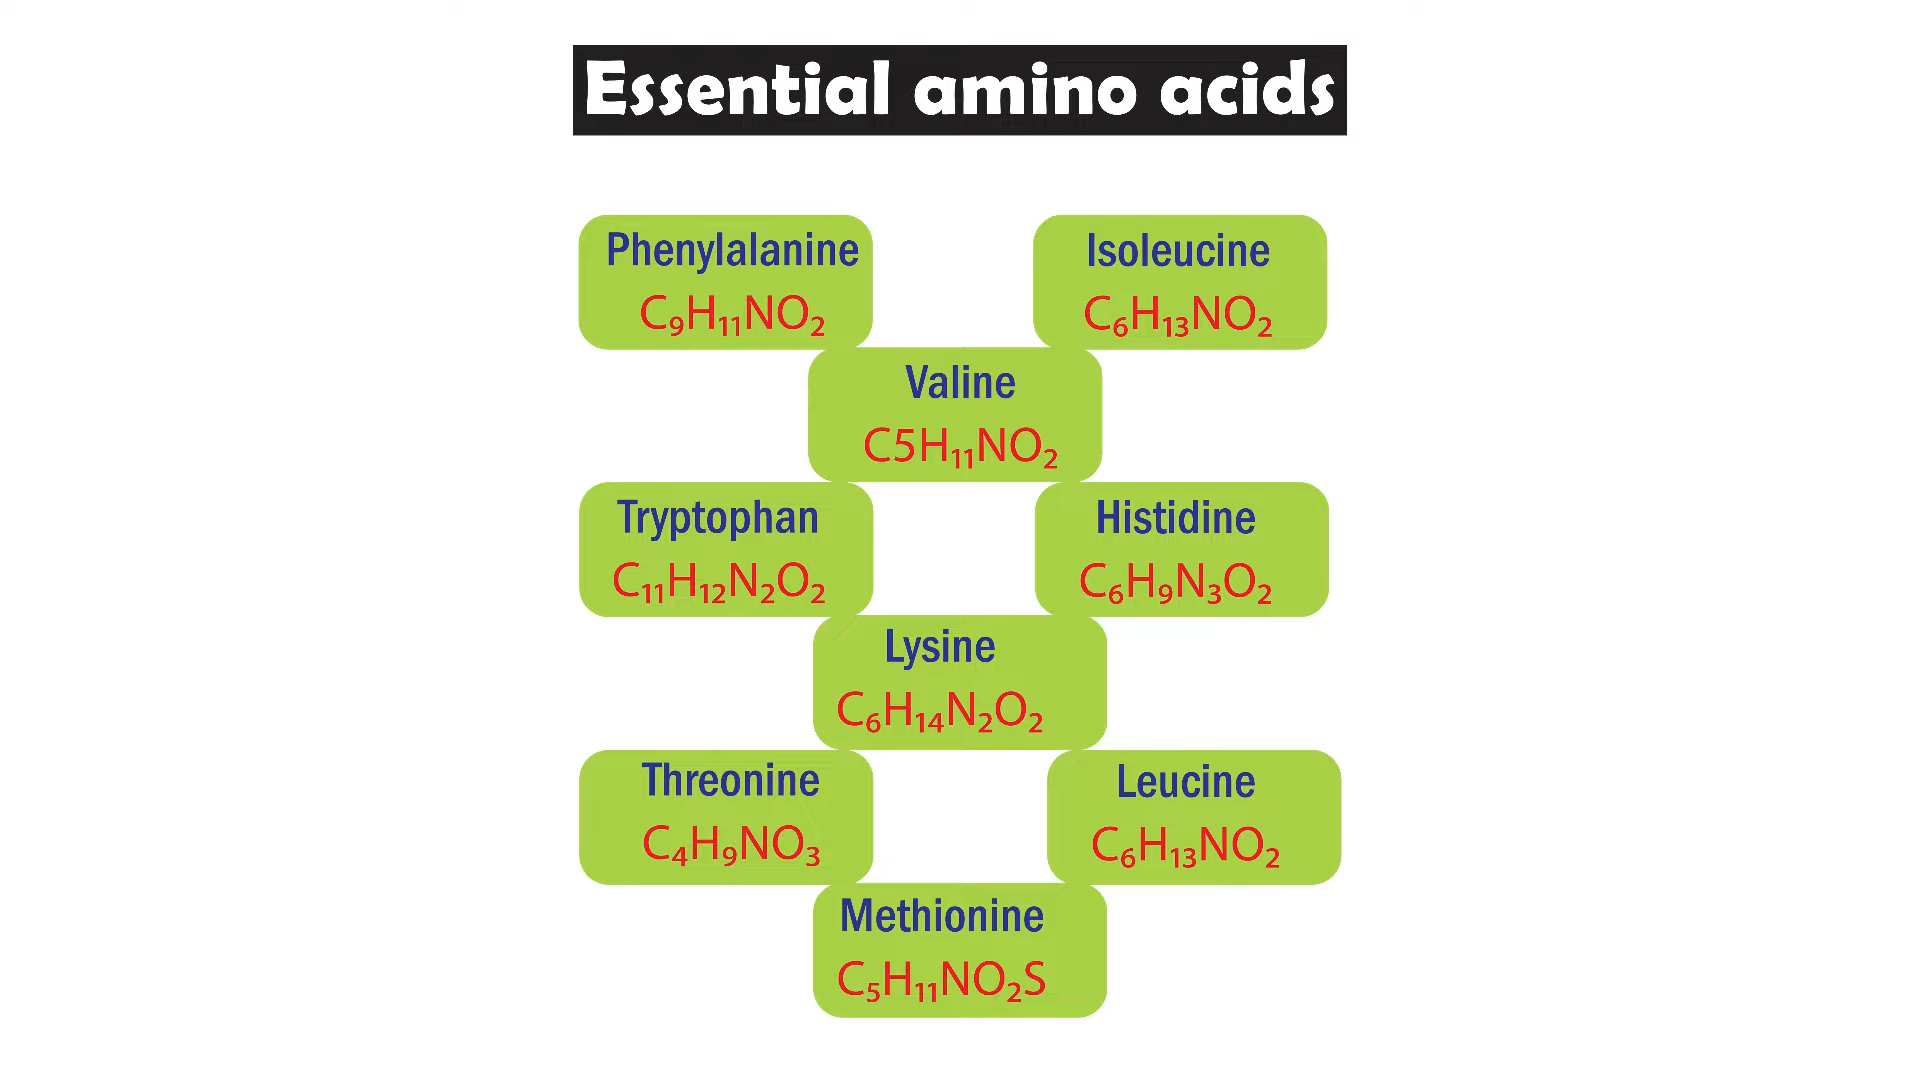 Essential amino acids
Phenylalanine
C₉H₁₁NO₂
Isoleucine
C₆H₁₃NO₂
Valine
C5H₁₁NO₂
Tryptophan
C₁₁H₁₂N₂O₂
Histidine
C₆H₉N₃O₂
Lysine
C₆H₁₄N₂O₂
Threonine
C₄H₉NO₃
Leucine
C₆H₁₃NO₂
Methionine
C₅H₁₁NO₂S